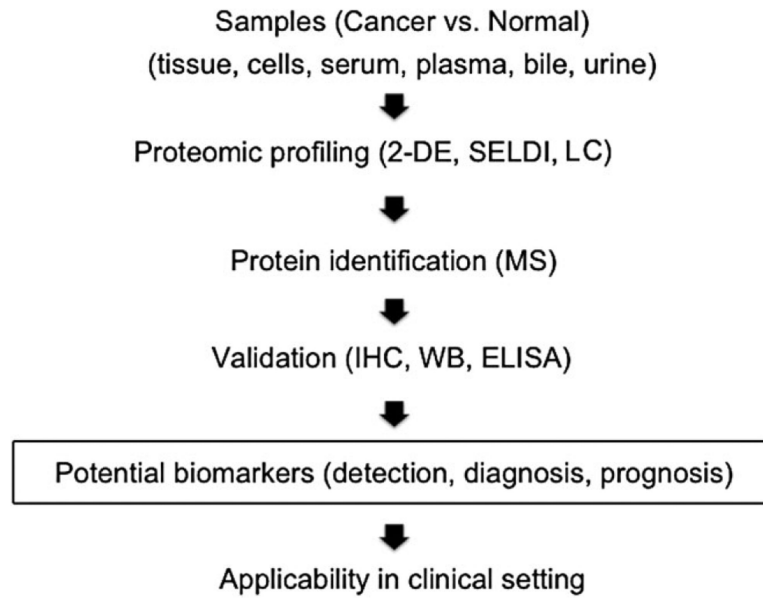 Samples (Cancer vs. Normal)
(tissue, cells, serum, plasma, bile, urine)
Proteomic profiling (2-DE, SELDI, LC)
Protein identification (MS)
Validation (IHC, WB, ELISA)
Potential biomarkers (detection, diagnosis, prognosis)
Applicability in clinical setting